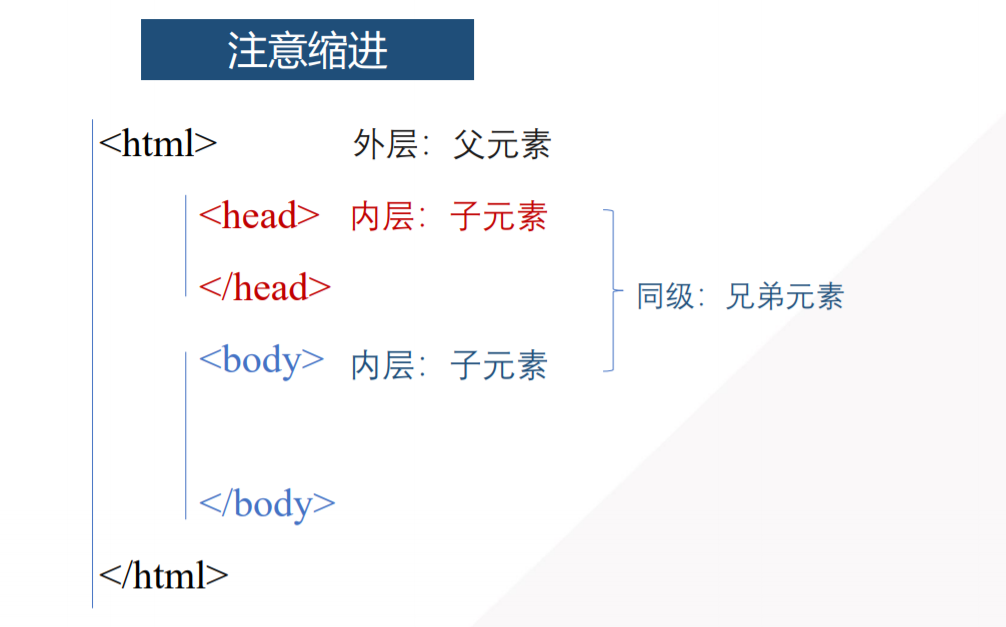 注意缩进
<html> 外层：父元素
<head> 内层：子元素
</head>
同级：兄弟元素
<body> 内层：子元素
</body>
</html>